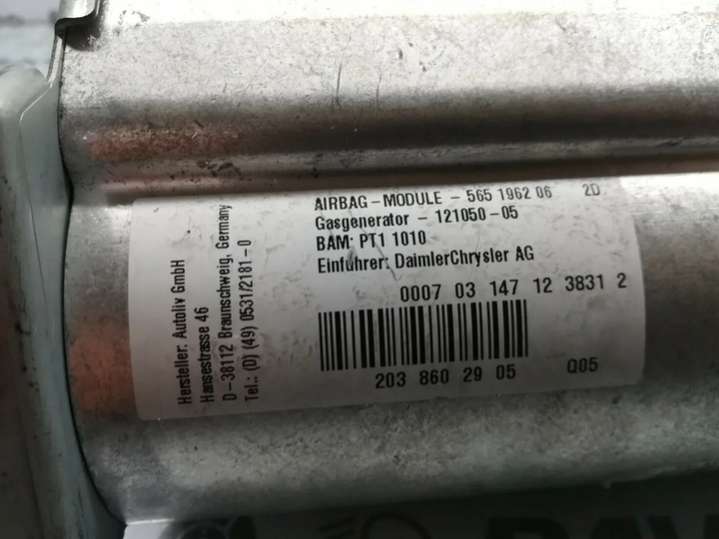 Hersteller: Autoliv GmbH
Hansestrasse 46
D-38112 Braunschweig, Germany
Tel.: (D) (49) 0531/2181-0
AIRBAG-MODULE - 565 1962 06 2D
Gasgenerator - 121050-05
BAM: PT1 1010
Einfuhrer: DaimlerChrysler AG
0007 03 147 12 3831 2
203 860 29 05 Q05